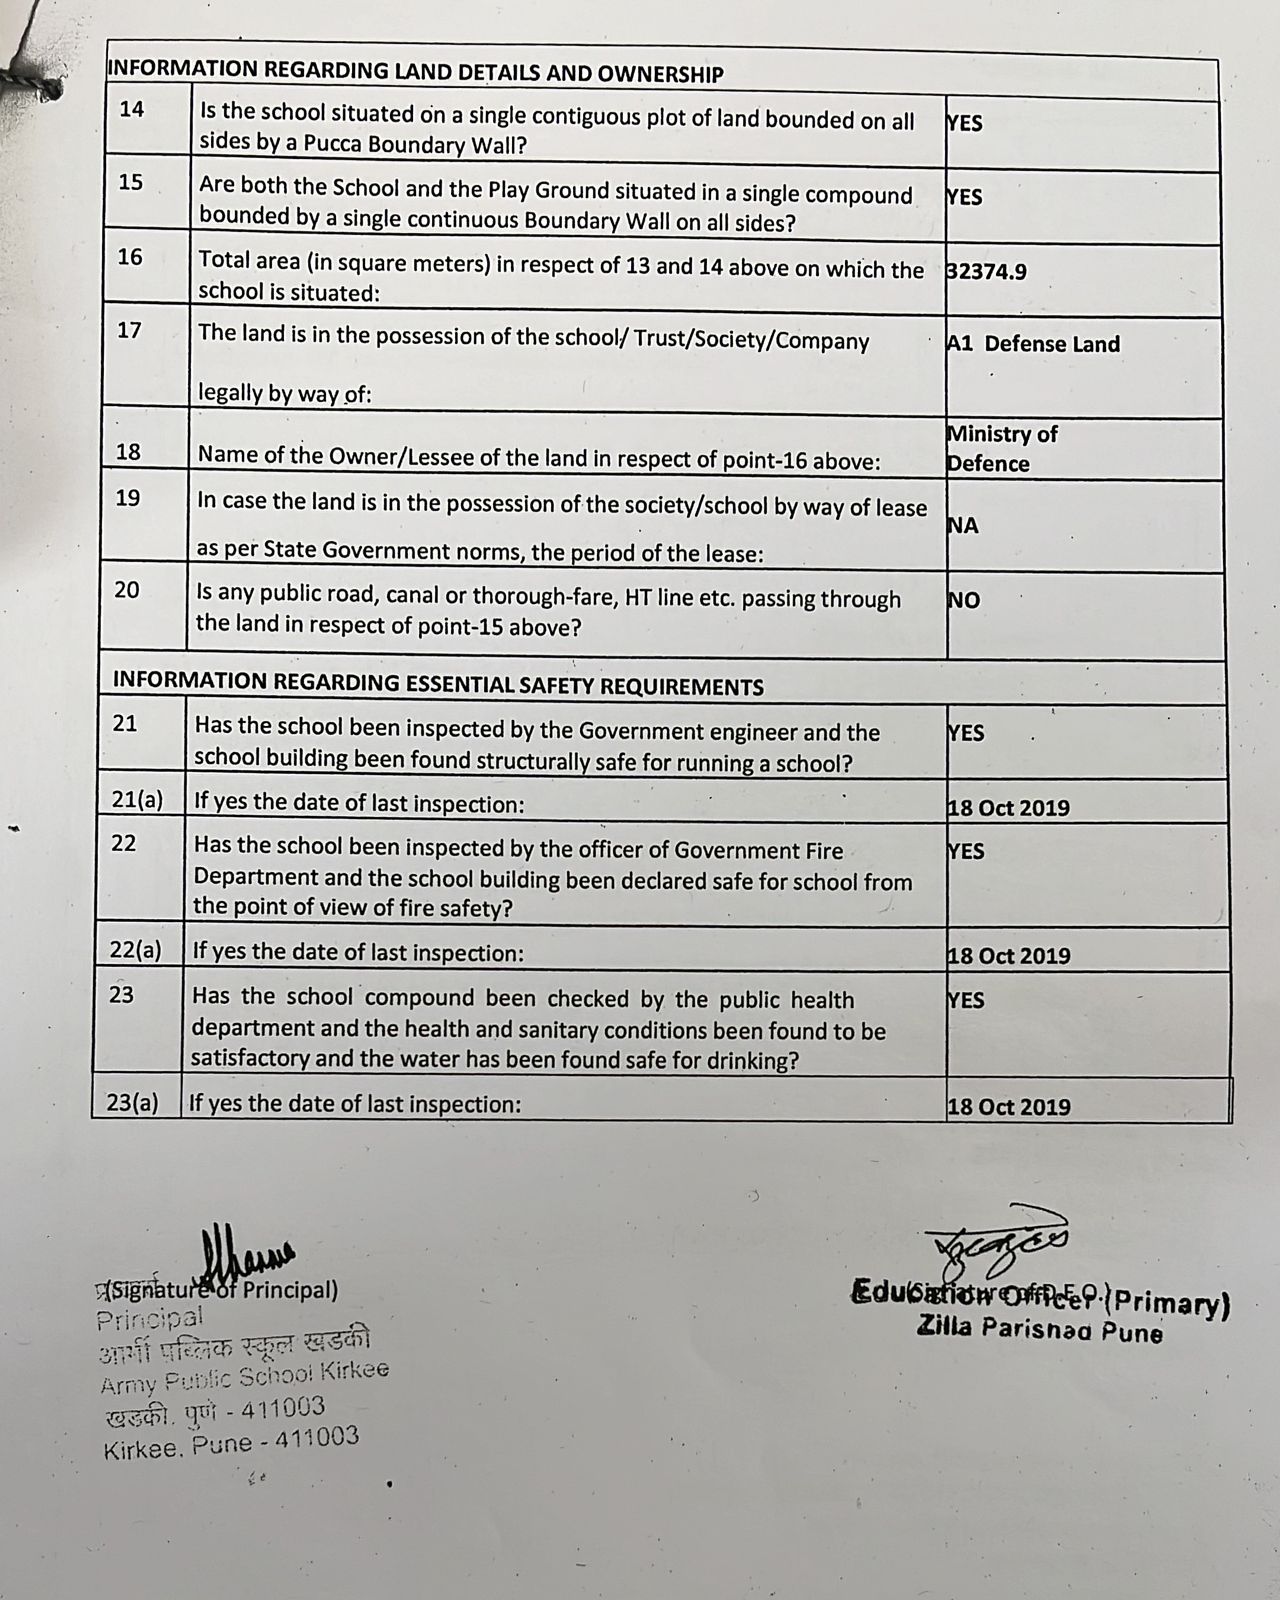 INFORMATION REGARDING LAND DETAILS AND OWNERSHIP
14 Is the school situated on a single contiguous plot of land bounded on all YES
sides by a Pucca Boundary Wall?
15 Are both the School and the Play Ground situated in a single compound YES
bounded by a single continuous Boundary Wall on all sides?
16 Total area (in square meters) in respect of 13 and 14 above on which the 32374.9
school is situated:
17 The land is in the possession of the school/ Trust/Society/Company A1 Defense Land
legally by way of:
18 Name of the Owner/Lessee of the land in respect of point-16 above: Ministry of
Defence
19 In case the land is in the possession of the society/school by way of lease NA
as per State Government norms, the period of the lease:
20 Is any public road, canal or thorough-fare, HT line etc. passing through NO
the land in respect of point-15 above?
INFORMATION REGARDING ESSENTIAL SAFETY REQUIREMENTS
21 Has the school been inspected by the Government engineer and the YES
school building been found structurally safe for running a school?
21(a) If yes the date of last inspection: 18 Oct 2019
22 Has the school been inspected by the officer of Government Fire YES
Department and the school building been declared safe for school from
the point of view of fire safety?
22(a) If yes the date of last inspection: 18 Oct 2019
23 Has the school compound been checked by the public health YES
department and the health and sanitary conditions been found to be
satisfactory and the water has been found safe for drinking?
23(a) If yes the date of last inspection: 18 Oct 2019
(Signature of Principal)
Principal
आर्मी पब्लिक स्कूल खडकी
Army Public School Kirkee
खडकी, पुणे - 411003
Kirkee, Pune - 411003
(Signature of D.E.O.)
Education Officer (Primary)
Zilla Parishad Pune